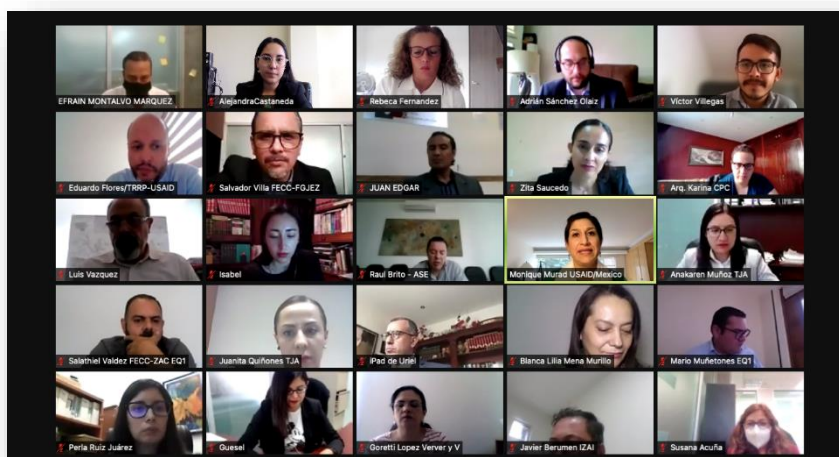 EFRAIN MONTALVO MARQUEZ
AlejandraCastaneda
Rebeca Fernandez
Adrián Sánchez Olaiz
Víctor Villegas
Eduardo Flores/TRRP-USAID
Salvador Villa FECC-FGJEZ
JUAN EDGAR
Zita Saucedo
Arq. Karina CPC
Luis Vazquez
Isabel
Raul Brito - ASE
Monique Murad USAID/Mexico
Anakaren Muñoz TJA
Salathiel Valdez FECC-ZAC EQ1
Juanita Quiñones TJA
iPad de Uriel
Blanca Lilia Mena Murillo
Mario Muñetones EQ1
Perla Ruiz Juárez
Guesel
Goretti Lopez Verver y V
Javier Berumen IZAI
Susana Acuña